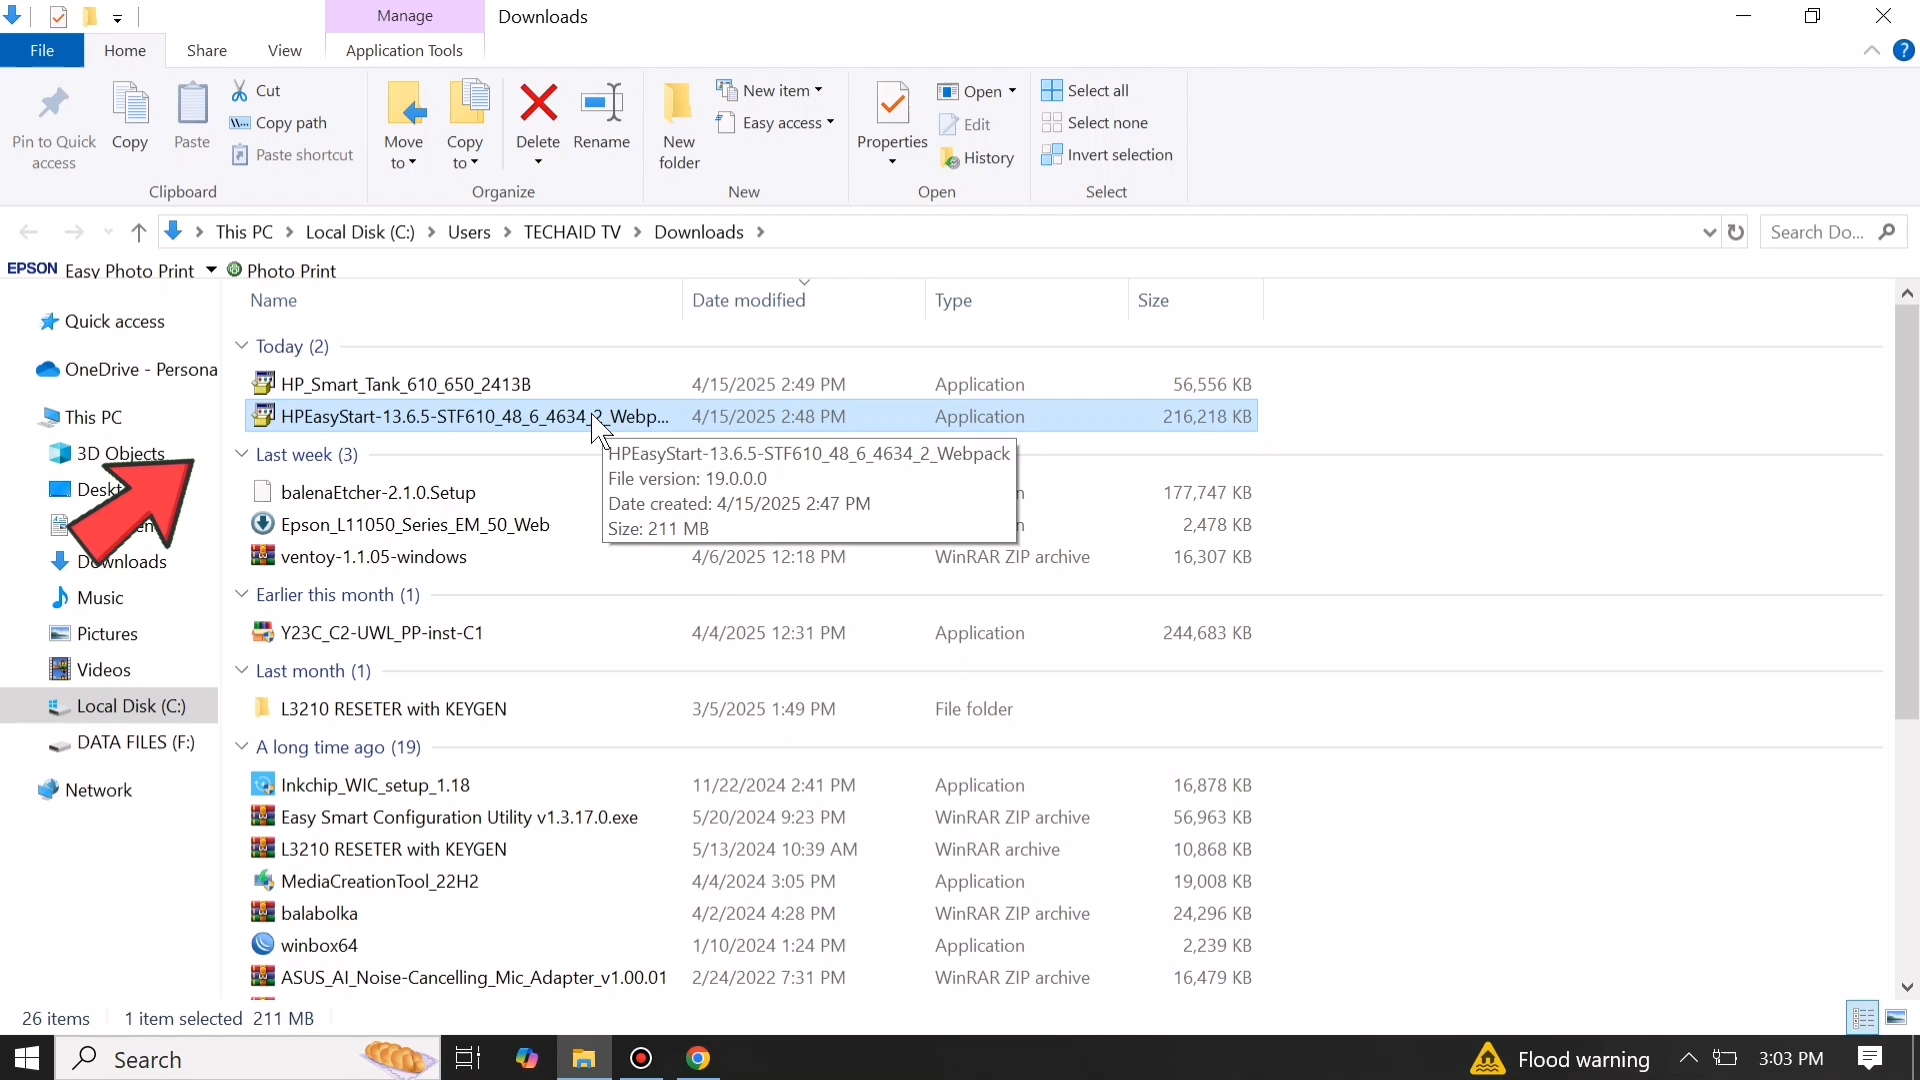 Manage
Downloads
File
Home
Share
View
Application Tools
Pin to Quick access
Copy
Paste
Cut
Copy path
Paste shortcut
Clipboard
Move to
Copy to
Delete
Rename
Organize
New folder
New item
Easy access
New
Properties
Open
Edit
History
Open
Select all
Select none
Invert selection
Select
This PC > Local Disk (C:) > Users > TECHAID TV > Downloads >
Search Do...
EPSON Easy Photo Print
Photo Print
Name
Date modified
Type
Size
Quick access
OneDrive - Persona
This PC
3D Objects
Deskt
Downloads
Music
Pictures
Videos
Local Disk (C:)
DATA FILES (F:)
Network
Today (2)
HP_Smart_Tank_610_650_2413B 4/15/2025 2:49 PM Application 56,556 KB
HPEasyStart-13.6.5-STF610_48_6_4634_2_Webp... 4/15/2025 2:48 PM Application 216,218 KB
HPEasyStart-13.6.5-STF610_48_6_4634_2_Webpack
File version: 19.0.0.0
Date created: 4/15/2025 2:47 PM
Size: 211 MB
Last week (3)
balenaEtcher-2.1.0.Setup 177,747 KB
Epson_L11050_Series_EM_50_Web 2,478 KB
ventoy-1.1.05-windows 4/6/2025 12:18 PM WinRAR ZIP archive 16,307 KB
Earlier this month (1)
Y23C_C2-UWL_PP-inst-C1 4/4/2025 12:31 PM Application 244,683 KB
Last month (1)
L3210 RESETER with KEYGEN 3/5/2025 1:49 PM File folder
A long time ago (19)
Inkchip_WIC_setup_1.18 11/22/2024 2:41 PM Application 16,878 KB
Easy Smart Configuration Utility v1.3.17.0.exe 5/20/2024 9:23 PM WinRAR ZIP archive 56,963 KB
L3210 RESETER with KEYGEN 5/13/2024 10:39 AM WinRAR archive 10,868 KB
MediaCreationTool_22H2 4/4/2024 3:05 PM Application 19,008 KB
balabolka 4/2/2024 4:28 PM WinRAR ZIP archive 24,296 KB
winbox64 1/10/2024 1:24 PM Application 2,239 KB
ASUS_AI_Noise-Cancelling_Mic_Adapter_v1.00.01 2/24/2022 7:31 PM WinRAR ZIP archive 16,479 KB
26 items
1 item selected 211 MB
Search
Flood warning
3:03 PM